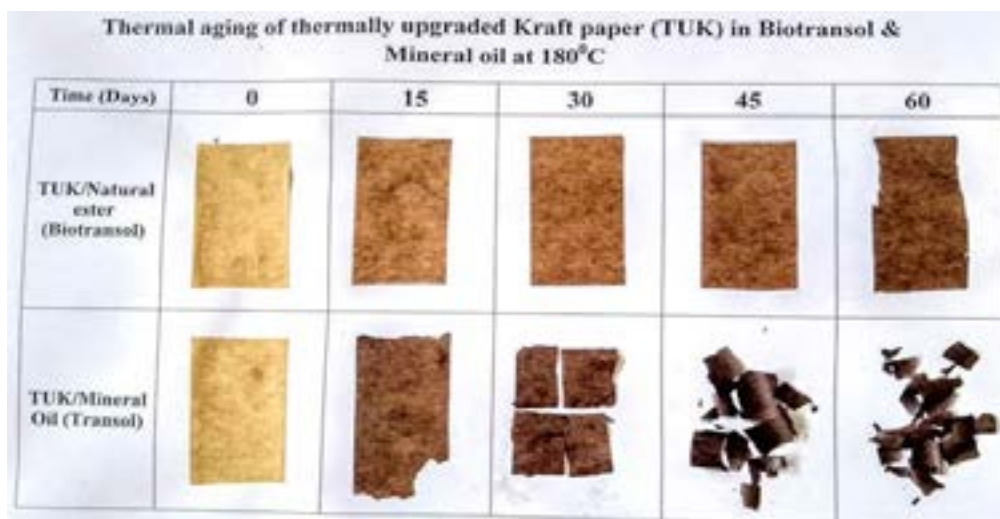 Thermal aging of thermally upgraded Kraft paper (TUK) in Biotransol &
Mineral oil at 180⁰C
Time (Days) 0 15 30 45 60
TUK/Natural
ester
(Biotransol)
TUK/Mineral
Oil (Transol)